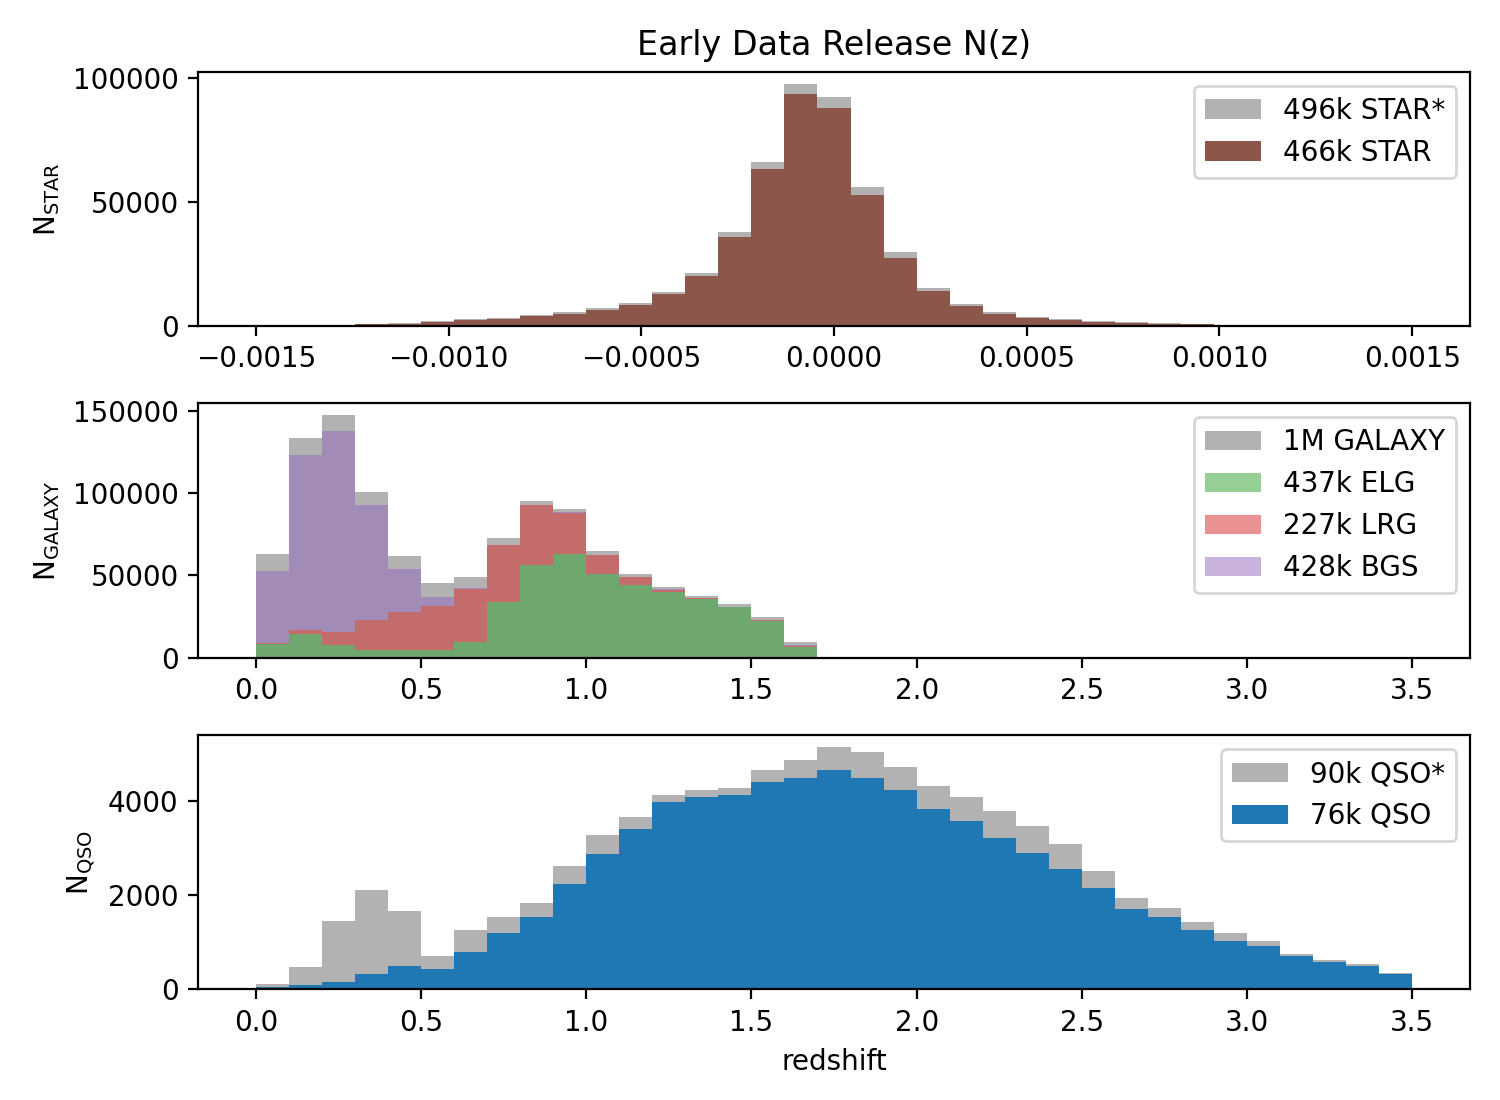 Early Data Release N(z)
100000
50000
0
N_STAR
496k STAR*
466k STAR
−0.0015 −0.0010 −0.0005 0.0000 0.0005 0.0010 0.0015
150000
100000
50000
0
N_GALAXY
1M GALAXY
437k ELG
227k LRG
428k BGS
0.0 0.5 1.0 1.5 2.0 2.5 3.0 3.5
4000
2000
0
N_QSO
90k QSO*
76k QSO
0.0 0.5 1.0 1.5 2.0 2.5 3.0 3.5
redshift